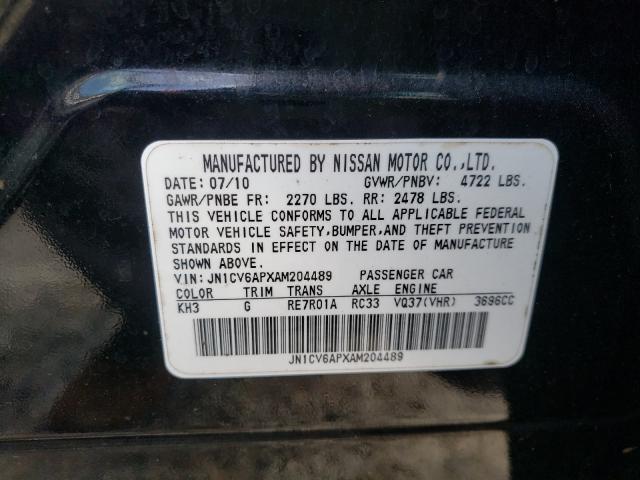 MANUFACTURED BY NISSAN MOTOR CO.,LTD.
DATE: 07/10 GVWR/PNBV: 4722 LBS.
GAWR/PNBE FR: 2270 LBS. RR: 2478 LBS.
THIS VEHICLE CONFORMS TO ALL APPLICABLE FEDERAL
MOTOR VEHICLE SAFETY,BUMPER,AND THEFT PREVENTION
STANDARDS IN EFFECT ON THE DATE OF MANUFACTURE
SHOWN ABOVE.
VIN: JN1CV6APXAM204489 PASSENGER CAR
COLOR TRIM TRANS AXLE ENGINE
KH3 G RE7R01A RC33 VQ37(VHR) 3696CC
JN1CV6APXAM204489